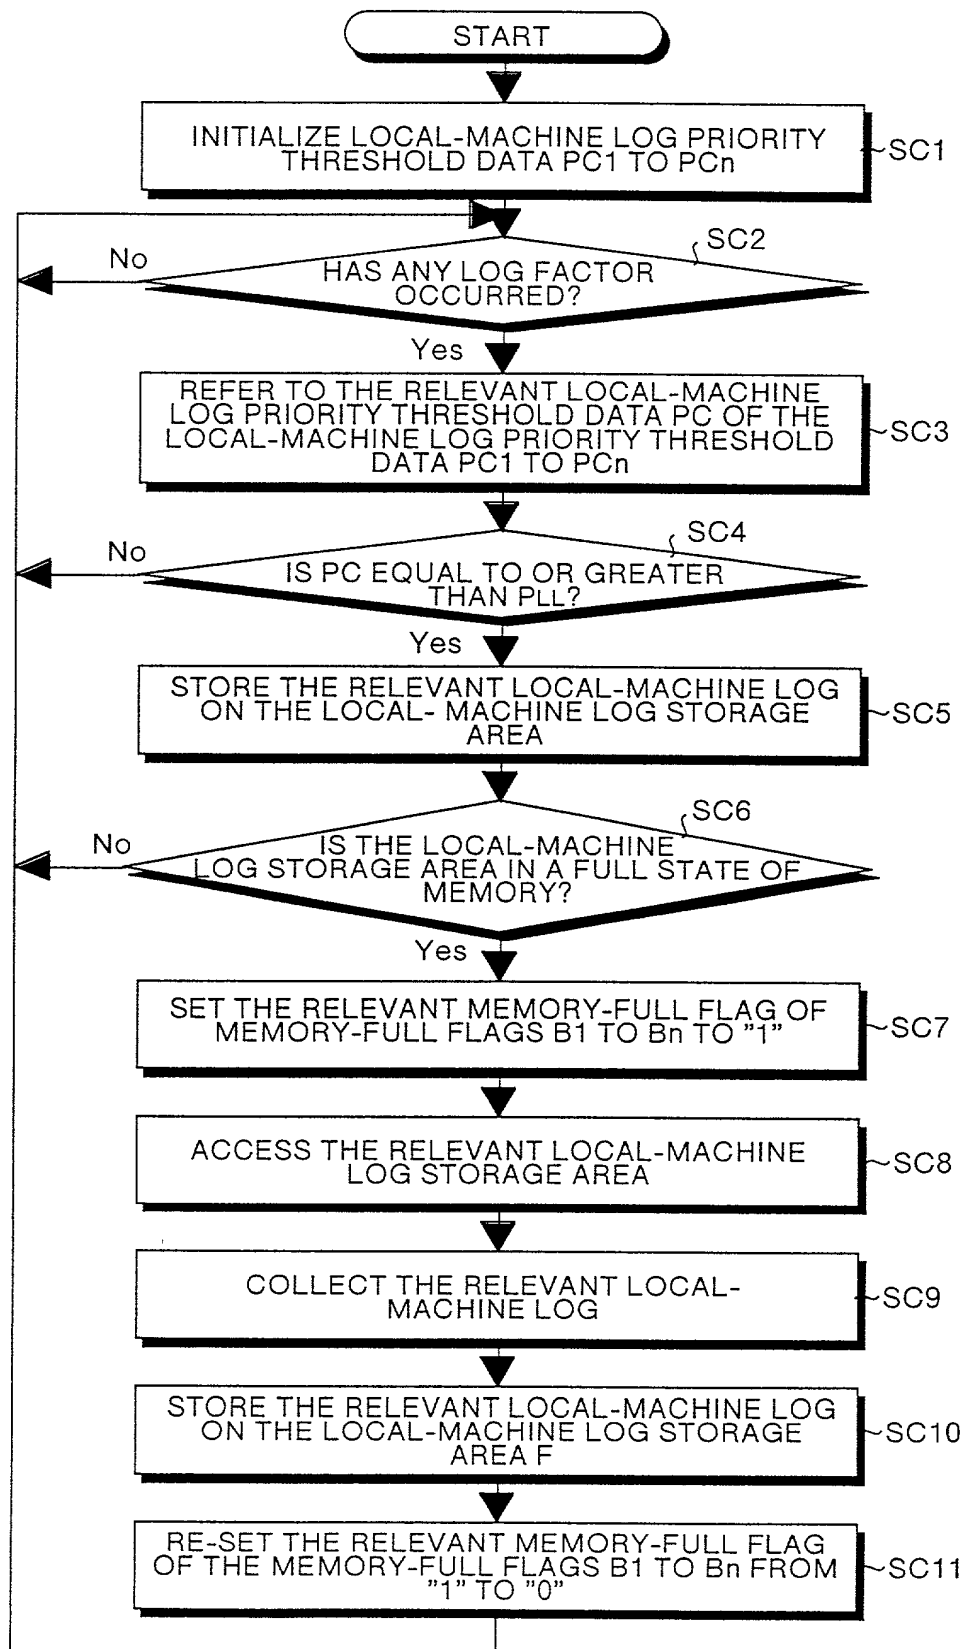 START
INITIALIZE LOCAL-MACHINE LOG PRIORITY
THRESHOLD DATA PC1 TO PCn
SC1
SC2
No
HAS ANY LOG FACTOR
OCCURRED?
Yes
REFER TO THE RELEVANT LOCAL-MACHINE
LOG PRIORITY THRESHOLD DATA PC OF THE
LOCAL-MACHINE LOG PRIORITY THRESHOLD
DATA PC1 TO PCn
SC3
SC4
No
IS PC EQUAL TO OR GREATER
THAN PLL?
Yes
STORE THE RELEVANT LOCAL-MACHINE LOG
ON THE LOCAL- MACHINE LOG STORAGE
AREA
SC5
SC6
No
IS THE LOCAL-MACHINE
LOG STORAGE AREA IN A FULL STATE OF
MEMORY?
Yes
SET THE RELEVANT MEMORY-FULL FLAG OF
MEMORY-FULL FLAGS B1 TO Bn TO "1"
SC7
ACCESS THE RELEVANT LOCAL-MACHINE
LOG STORAGE AREA
SC8
COLLECT THE RELEVANT LOCAL-
MACHINE LOG
SC9
STORE THE RELEVANT LOCAL-MACHINE LOG
ON THE LOCAL-MACHINE LOG STORAGE
AREA F
SC10
RE-SET THE RELEVANT MEMORY-FULL FLAG
OF THE MEMORY-FULL FLAGS B1 TO Bn FROM
"1" TO "0"
SC11